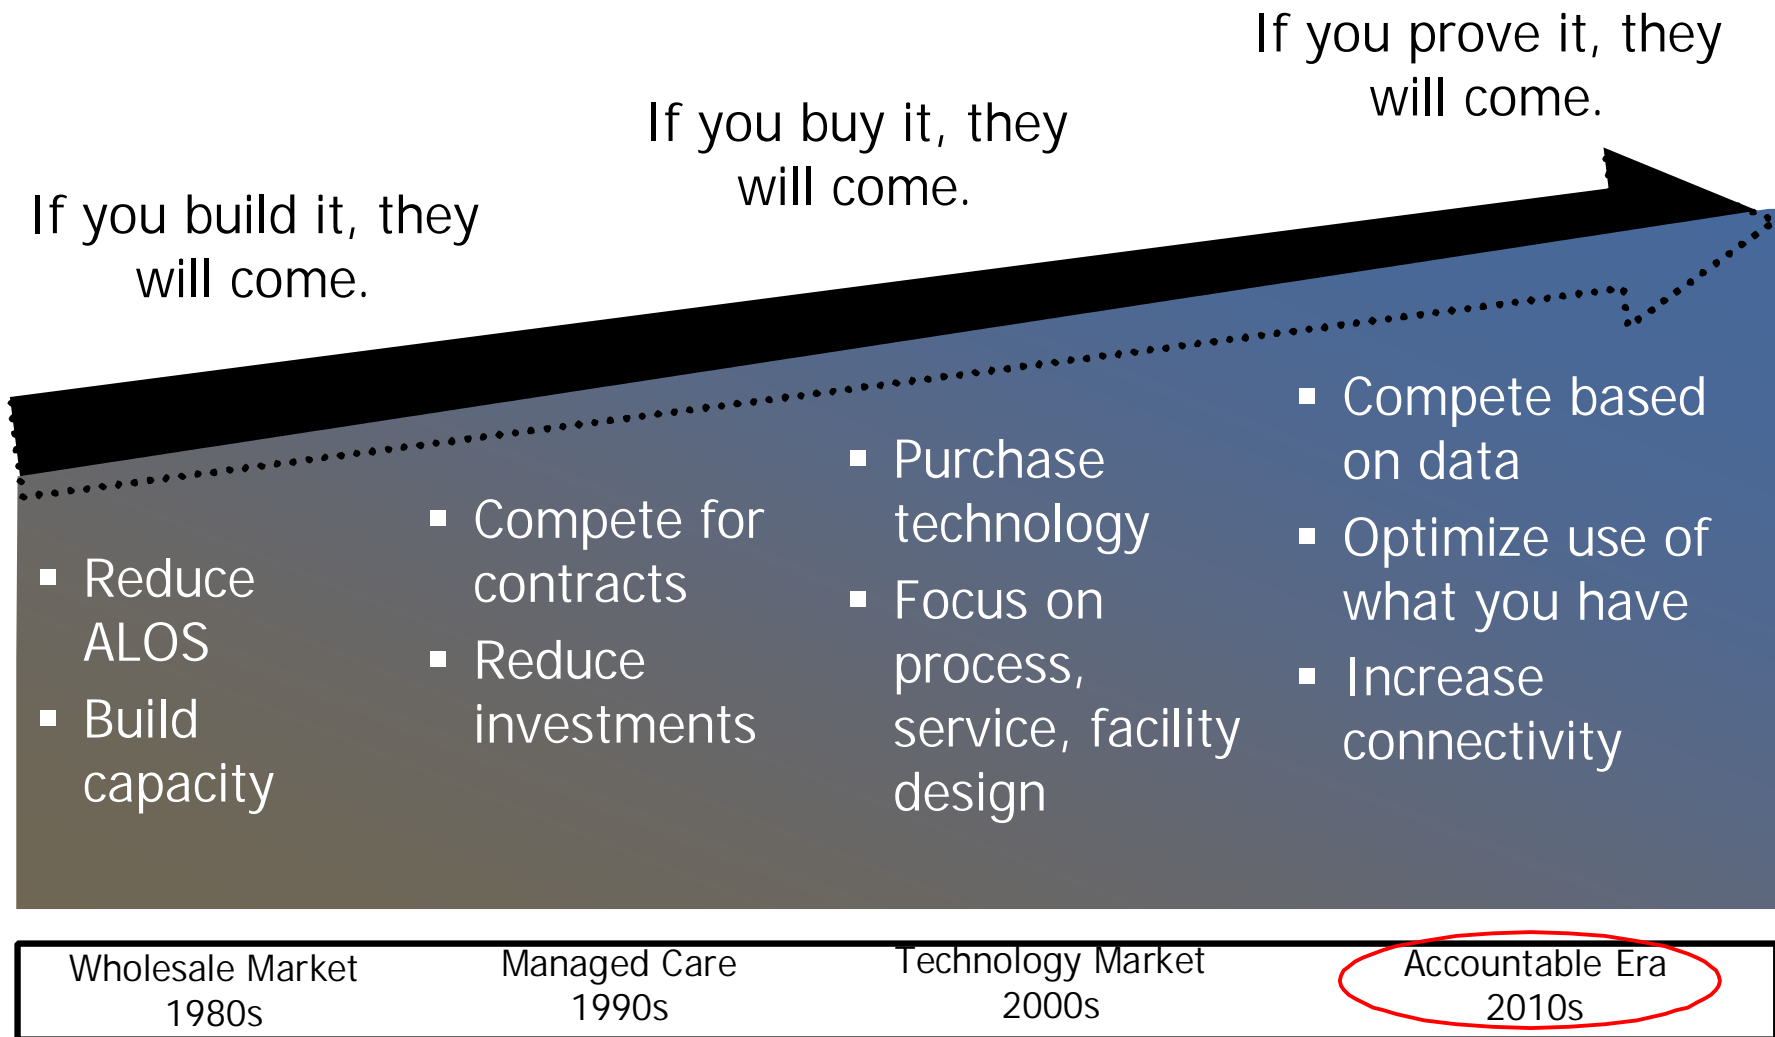 If you build it, they
will come.
If you buy it, they
will come.
If you prove it, they
will come.
▪ Reduce
ALOS
▪ Build
capacity
▪ Compete for
contracts
▪ Reduce
investments
▪ Purchase
technology
▪ Focus on
process,
service, facility
design
▪ Compete based
on data
▪ Optimize use of
what you have
▪ Increase
connectivity
Wholesale Market
1980s
Managed Care
1990s
Technology Market
2000s
Accountable Era
2010s